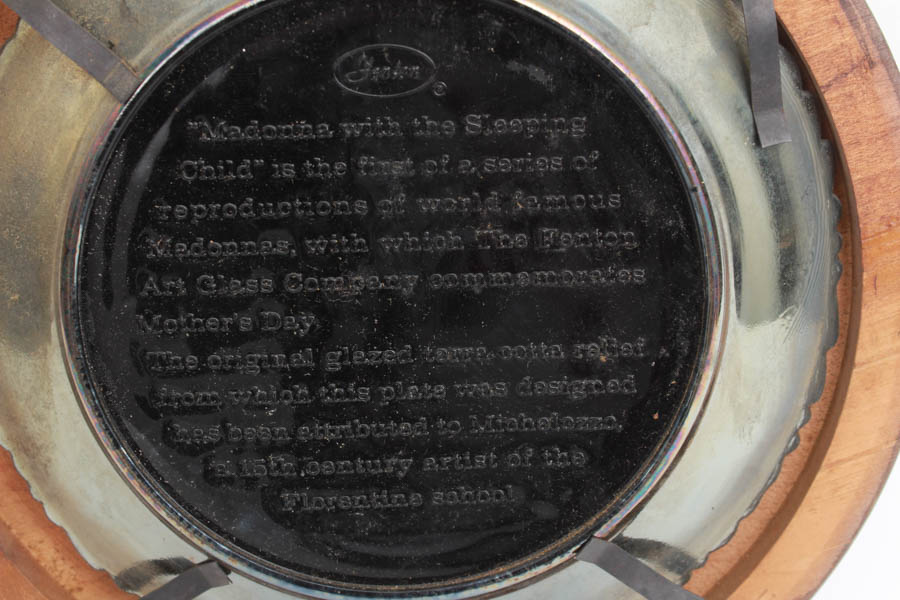 Fenton ®
"Madonna with the Sleeping
Child" is the first of a series of
reproductions of world famous
Madonnas, with which The Fenton
Art Glass Company commemorates
Mother's Day.
The original glazed terra cotta relief
from which this plate was designed
has been attributed to Michelozzo,
a 15th century artist of the
Florentine school